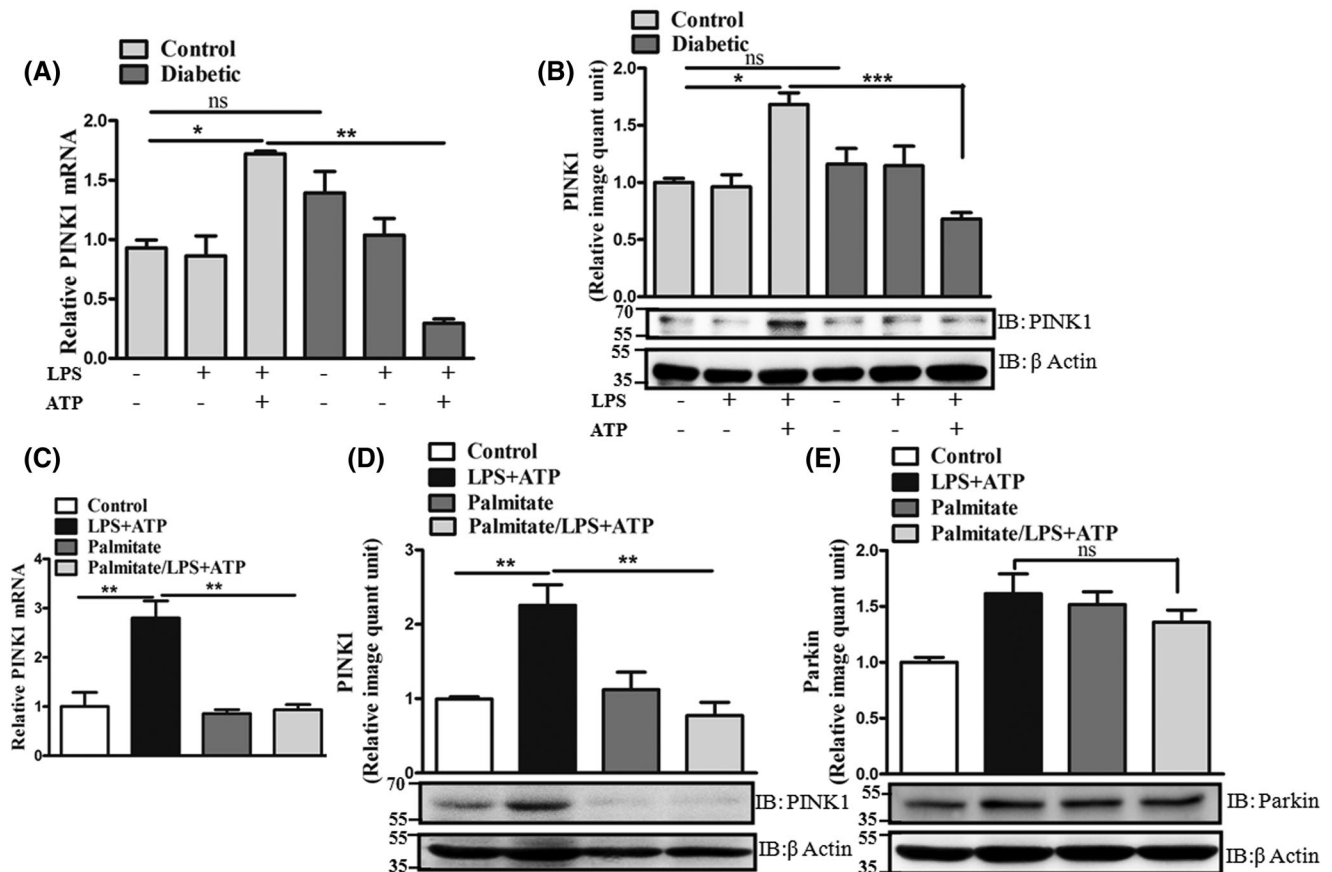 (A)
Control
Diabetic
ns
*
**
Relative PINK1 mRNA
2.0
1.5
1.0
0.5
0.0
LPS - + + - + +
ATP - - + - - +
(B)
Control
Diabetic
ns
*
***
PINK1
(Relative image quant unit)
2.0
1.5
1.0
0.5
0.0
70
55
IB: PINK1
55
35
IB: β Actin
LPS - + + - + +
ATP - - + - - +
(C)
Control
LPS+ATP
Palmitate
Palmitate/LPS+ATP
** **
Relative PINK1 mRNA
4
3
2
1
0
(D)
Control
LPS+ATP
Palmitate
Palmitate/LPS+ATP
** **
PINK1
(Relative image quant unit)
3
2
1
0
70
55
IB: PINK1
55
35
IB:β Actin
(E)
Control
LPS+ATP
Palmitate
Palmitate/LPS+ATP
ns
Parkin
(Relative image quant unit)
2.0
1.5
1.0
0.5
0.0
55
35
IB: Parkin
55
35
IB:β Actin